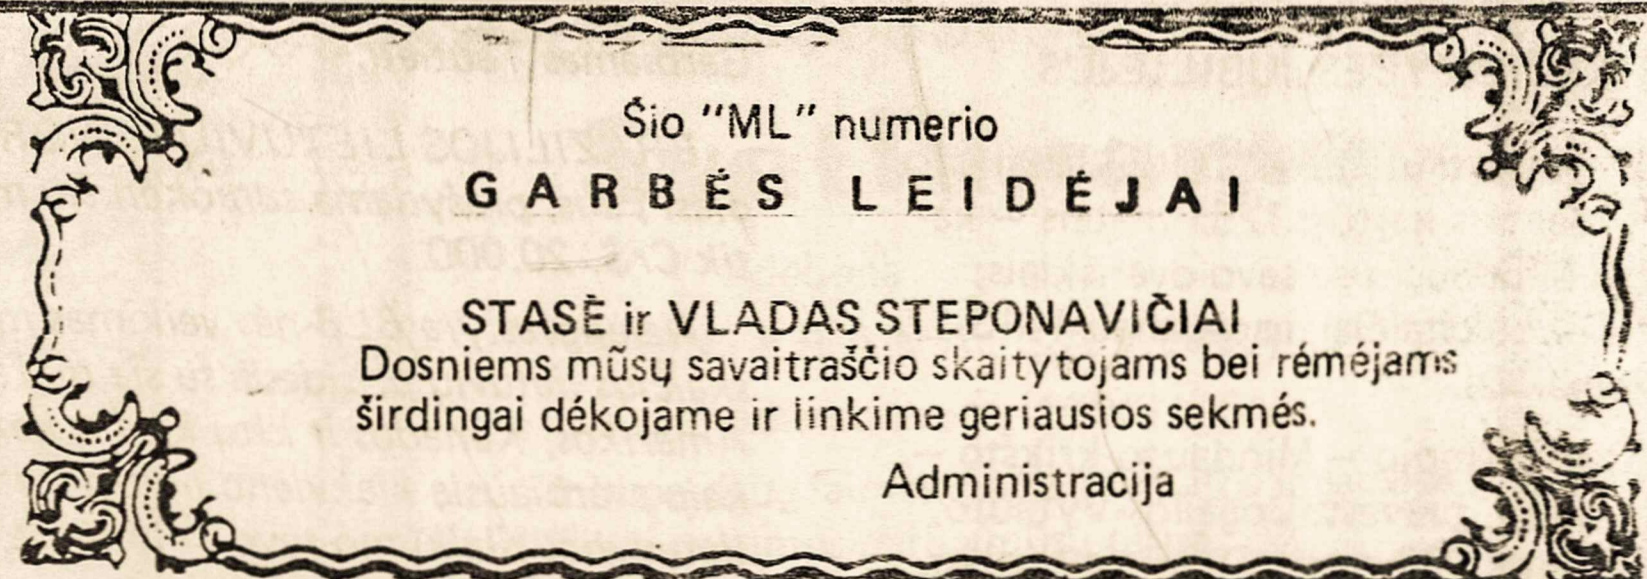 Šio "ML" numerio
GARBĖS LEIDĖJAI
STASĖ ir VLADAS STEPONAVIČIAI
Dosniems mũsų savaitraščio skaitytojams bei rėmėjams
širdingai dėkojame ir linkime geriausios sekmės.
Administracija